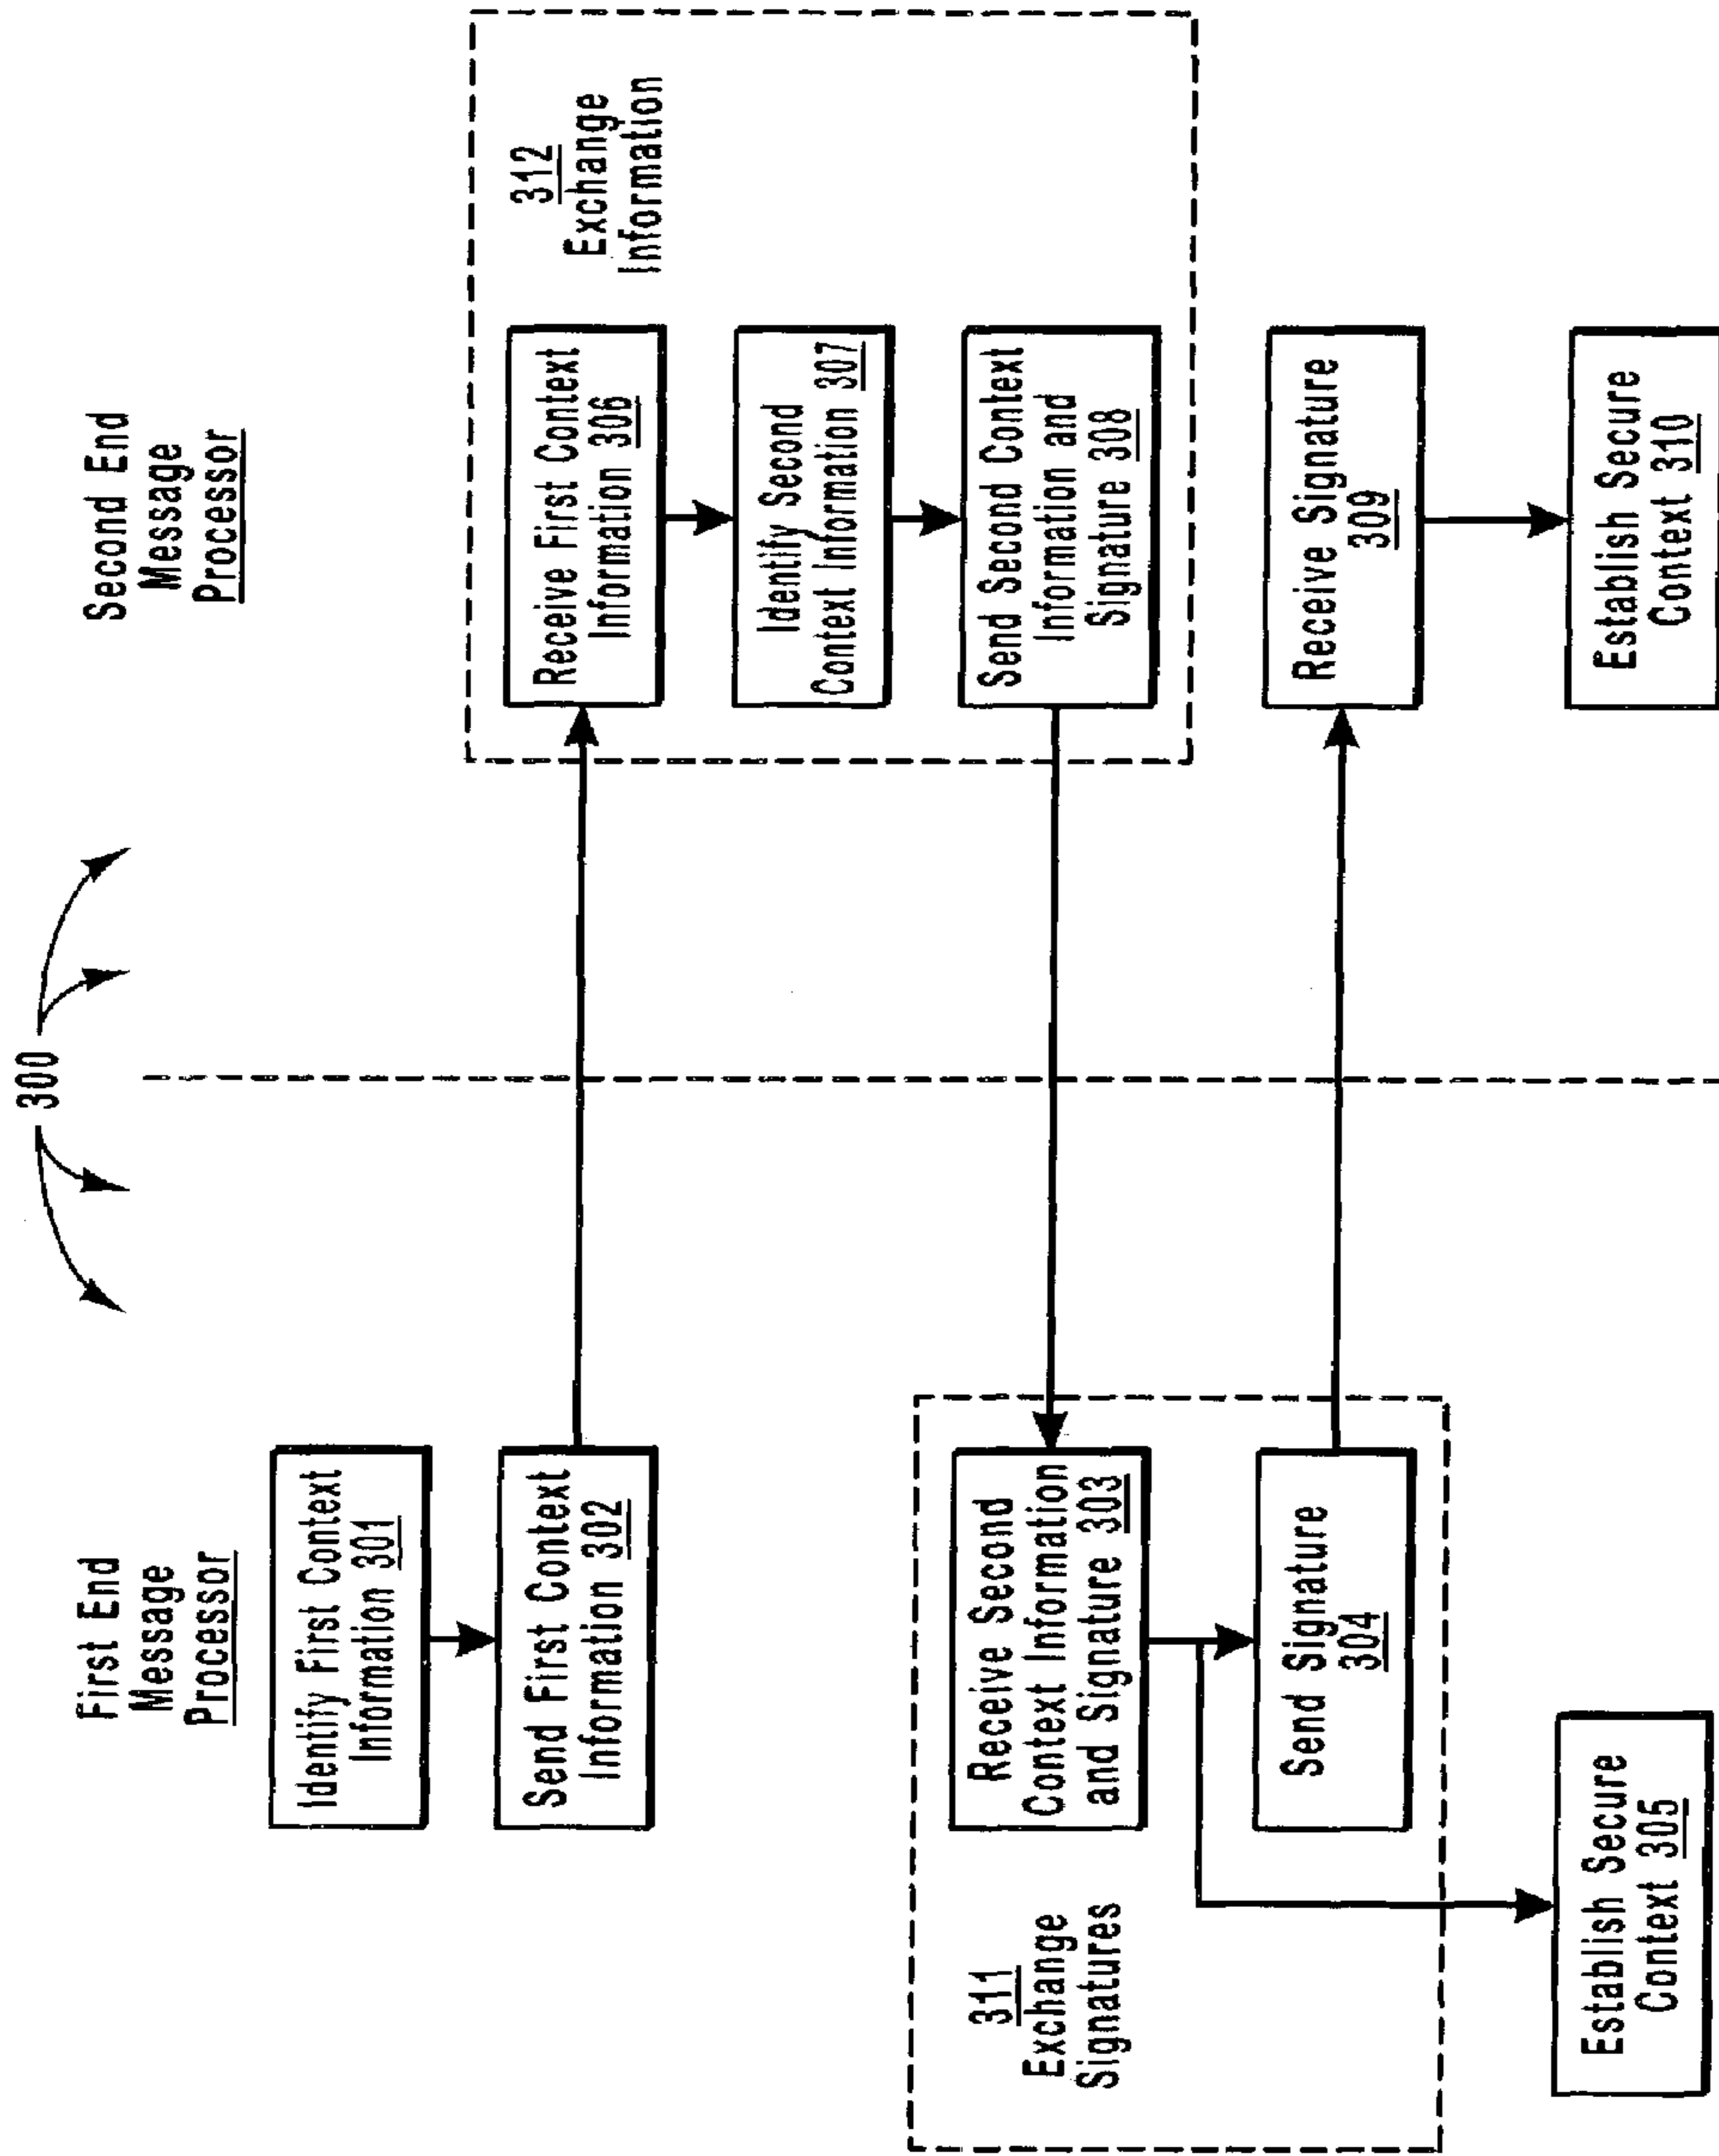 300
First End
Message
Processor
Second End
Message
Processor
Identify First Context
Information 301
Send First Context
Information 302
Receive First Context
Information 306
312
Exchange
Information
Identify Second
Context Information 307
Send Second Context
Information and
Signature 308
311
Exchange
Signatures
Receive Second
Context Information
and Signature 303
Send Signature
304
Receive Signature
309
Establish Secure
Context 305
Establish Secure
Context 310